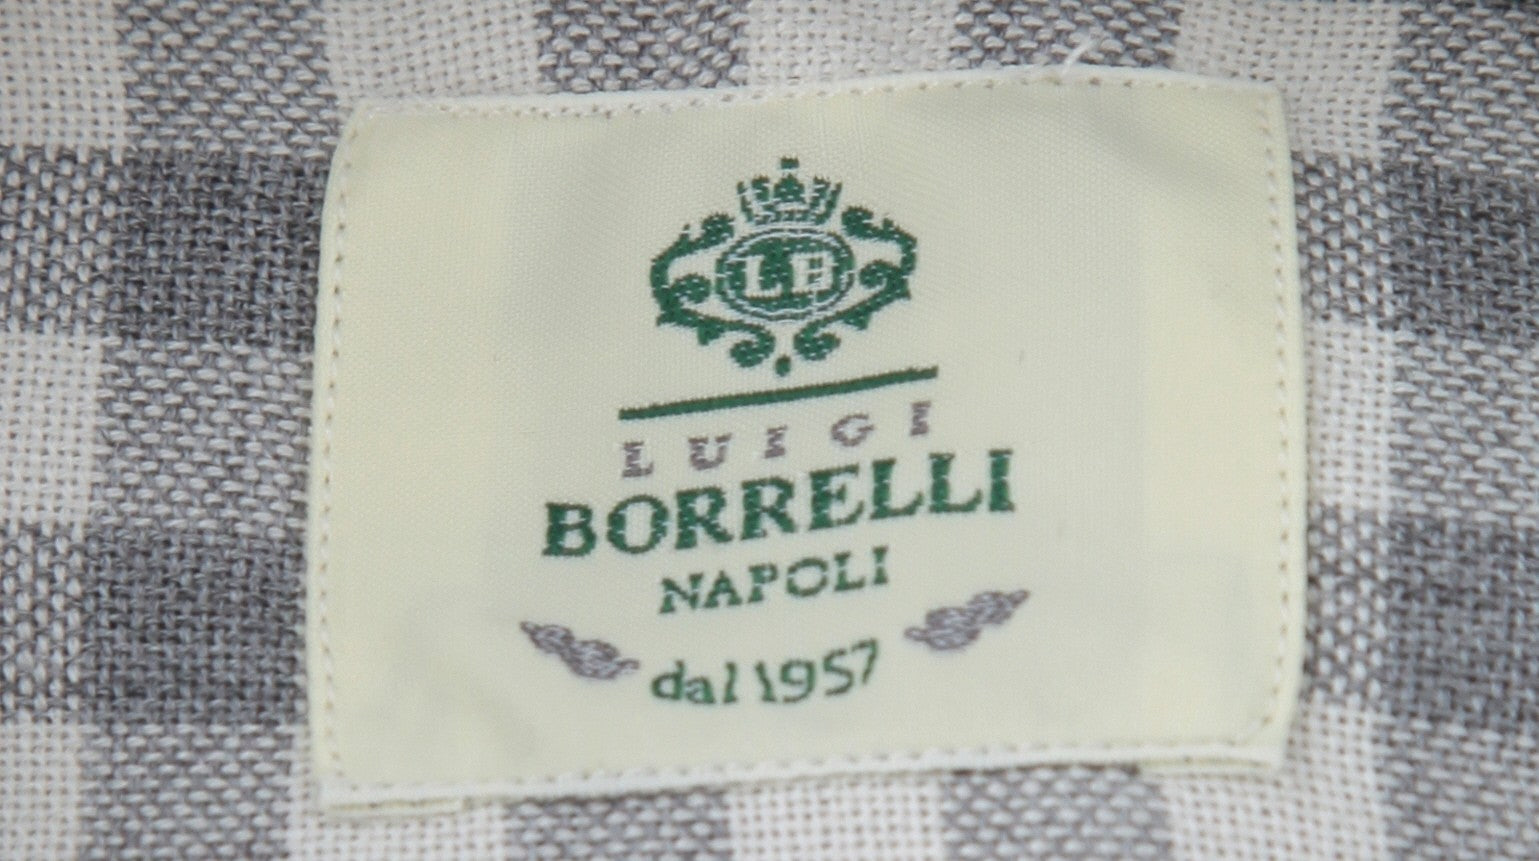 LB
LUIGI
BORRELLI
NAPOLI
dal 1957